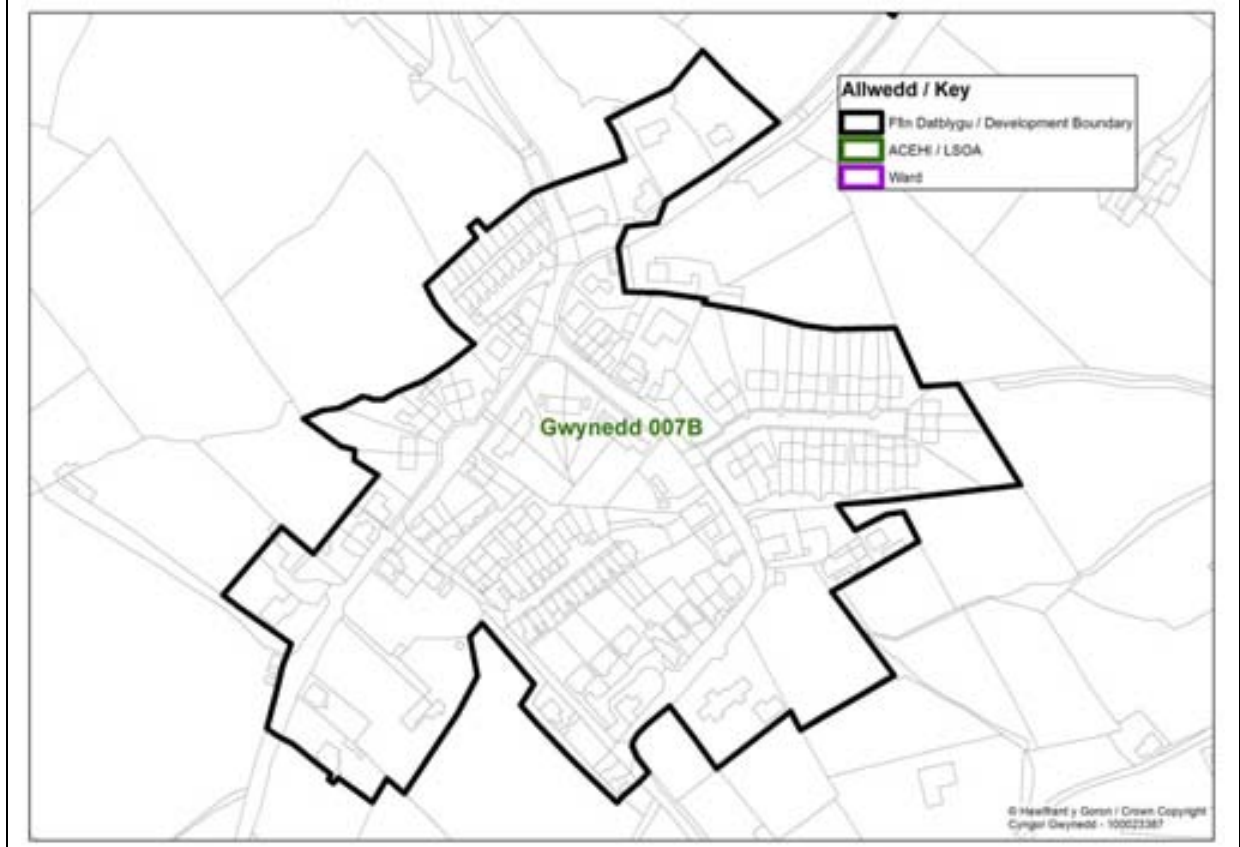 Allwedd / Key
Ffin Datblygu / Development Boundary
ACEHI / LSOA
Ward
Gwynedd 007B
© Hawlfraint y Goron / Crown Copyright
Cyngor Gwynedd - 100023387